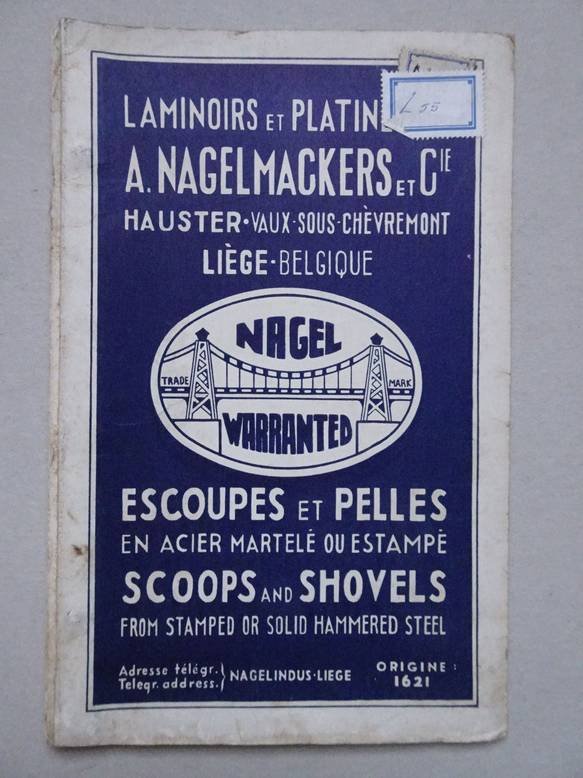 LAMINOIRS ET
A. NAGELMACKERS ET CIE
HAUSTER·VAUX-SOUS-CHÈVREMONT
LIÈGE·BELGIQUE
NAGEL
TRADE MARK
WARRANTED
ESCOUPES ET PELLES
EN ACIER MARTELÉ OU ESTAMPÉ
SCOOPS AND SHOVELS
FROM STAMPED OR SOLID HAMMERED STEEL
Adresse télégr. } NAGELINDUS-LIEGE
Telegr. address.
ORIGINE:
1621